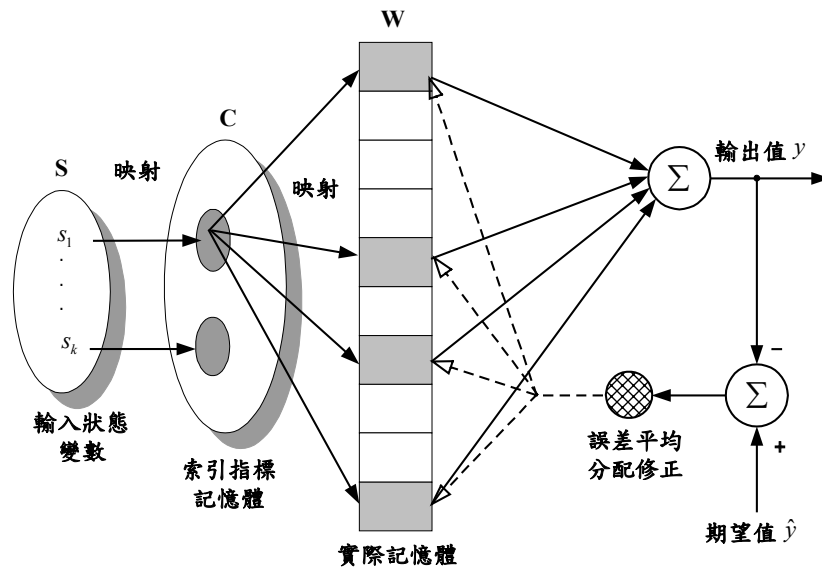 W
C
S
映射
映射
s₁
.
.
.
sₖ
輸入狀態
變數
索引指標
記憶體
實際記憶體
Σ
輸出值 y
−
Σ
+
誤差平均
分配修正
期望值 ŷ